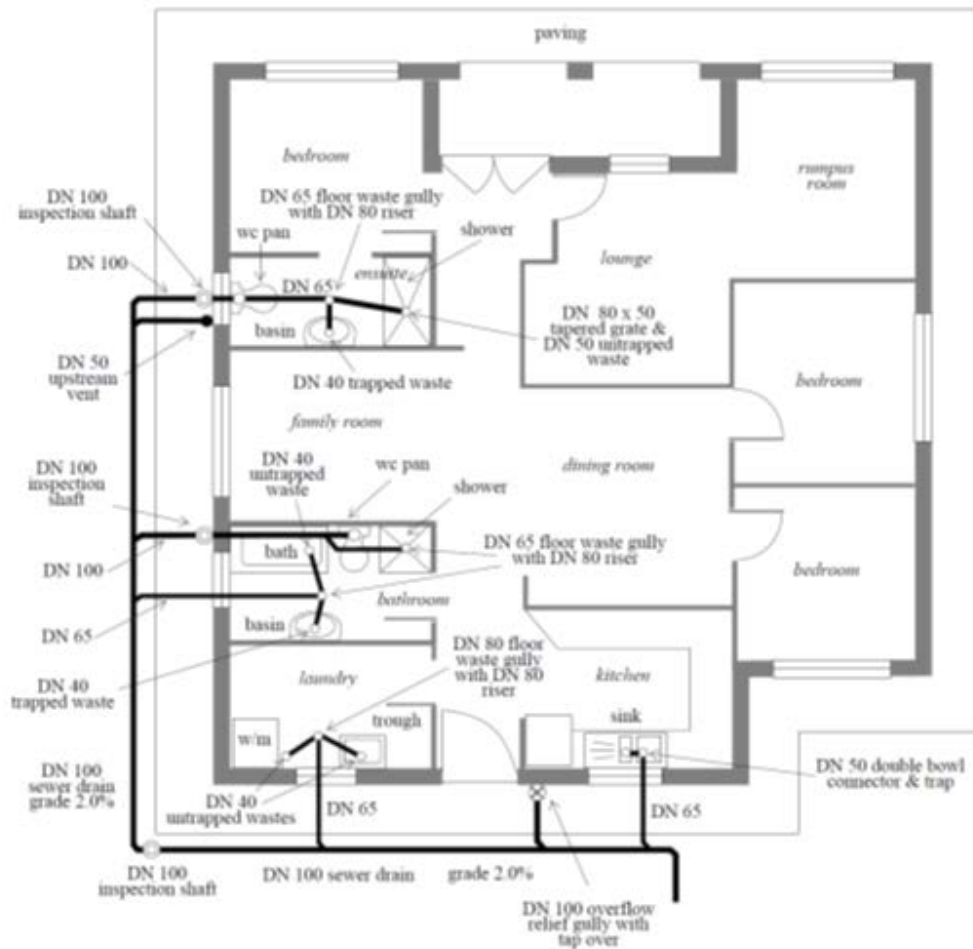 paving
bedroom
DN 65 floor waste gully
with DN 80 riser
rumpus
room
DN 100
inspection shaft
wc pan
shower
DN 100
ensuite
lounge
DN 65
basin
DN 80 x 50
tapered grate &
DN 50 untrapped
waste
DN 50
upstream
vent
DN 40 trapped waste
bedroom
family room
DN 40
untrapped
waste
wc pan
dining room
DN 100
inspection
shaft
shower
bath
DN 65 floor waste gully
with DN 80 riser
DN 100
bedroom
bathroom
DN 65
basin
DN 80 floor
waste gully
with DN 80
riser
DN 40
trapped waste
laundry
kitchen
trough
sink
w/m
DN 100
sewer drain
grade 2.0%
DN 50 double bowl
connector & trap
DN 40
untrapped wastes
DN 65
DN 65
DN 100
inspection shaft
DN 100 sewer drain
grade 2.0%
DN 100 overflow
relief gully with
tap over